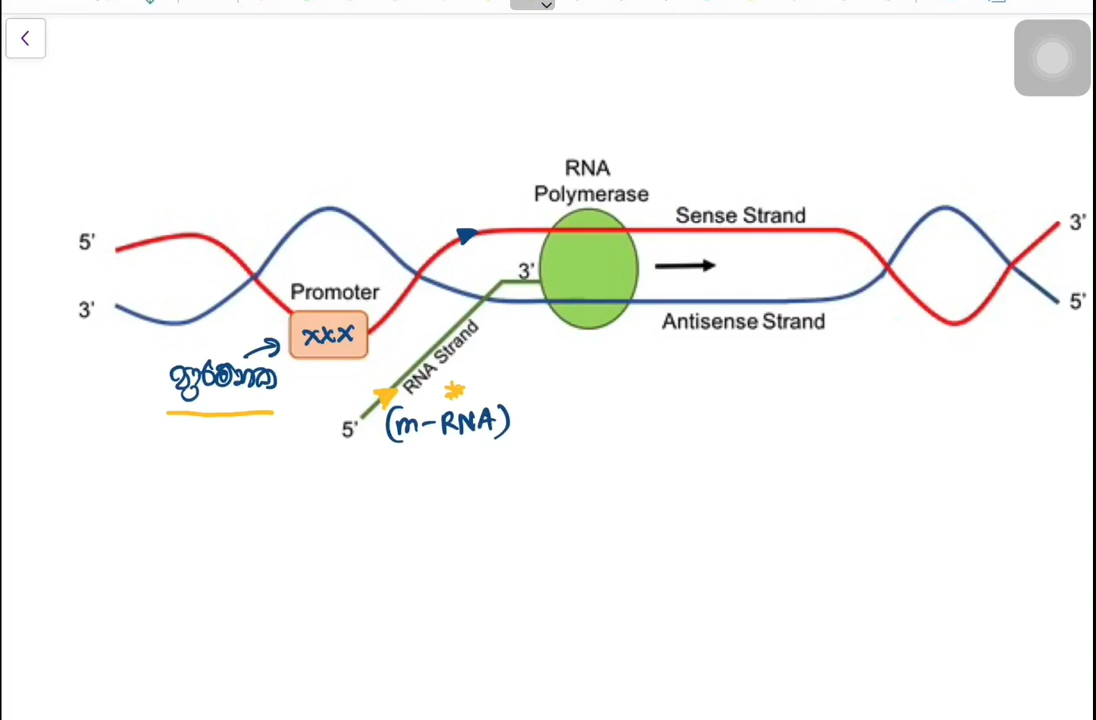 RNA
Polymerase
Sense Strand
5’
3’
3’
3’
Promoter
xxx
5’
Antisense Strand
RNA Strand
5’
(m-RNA)